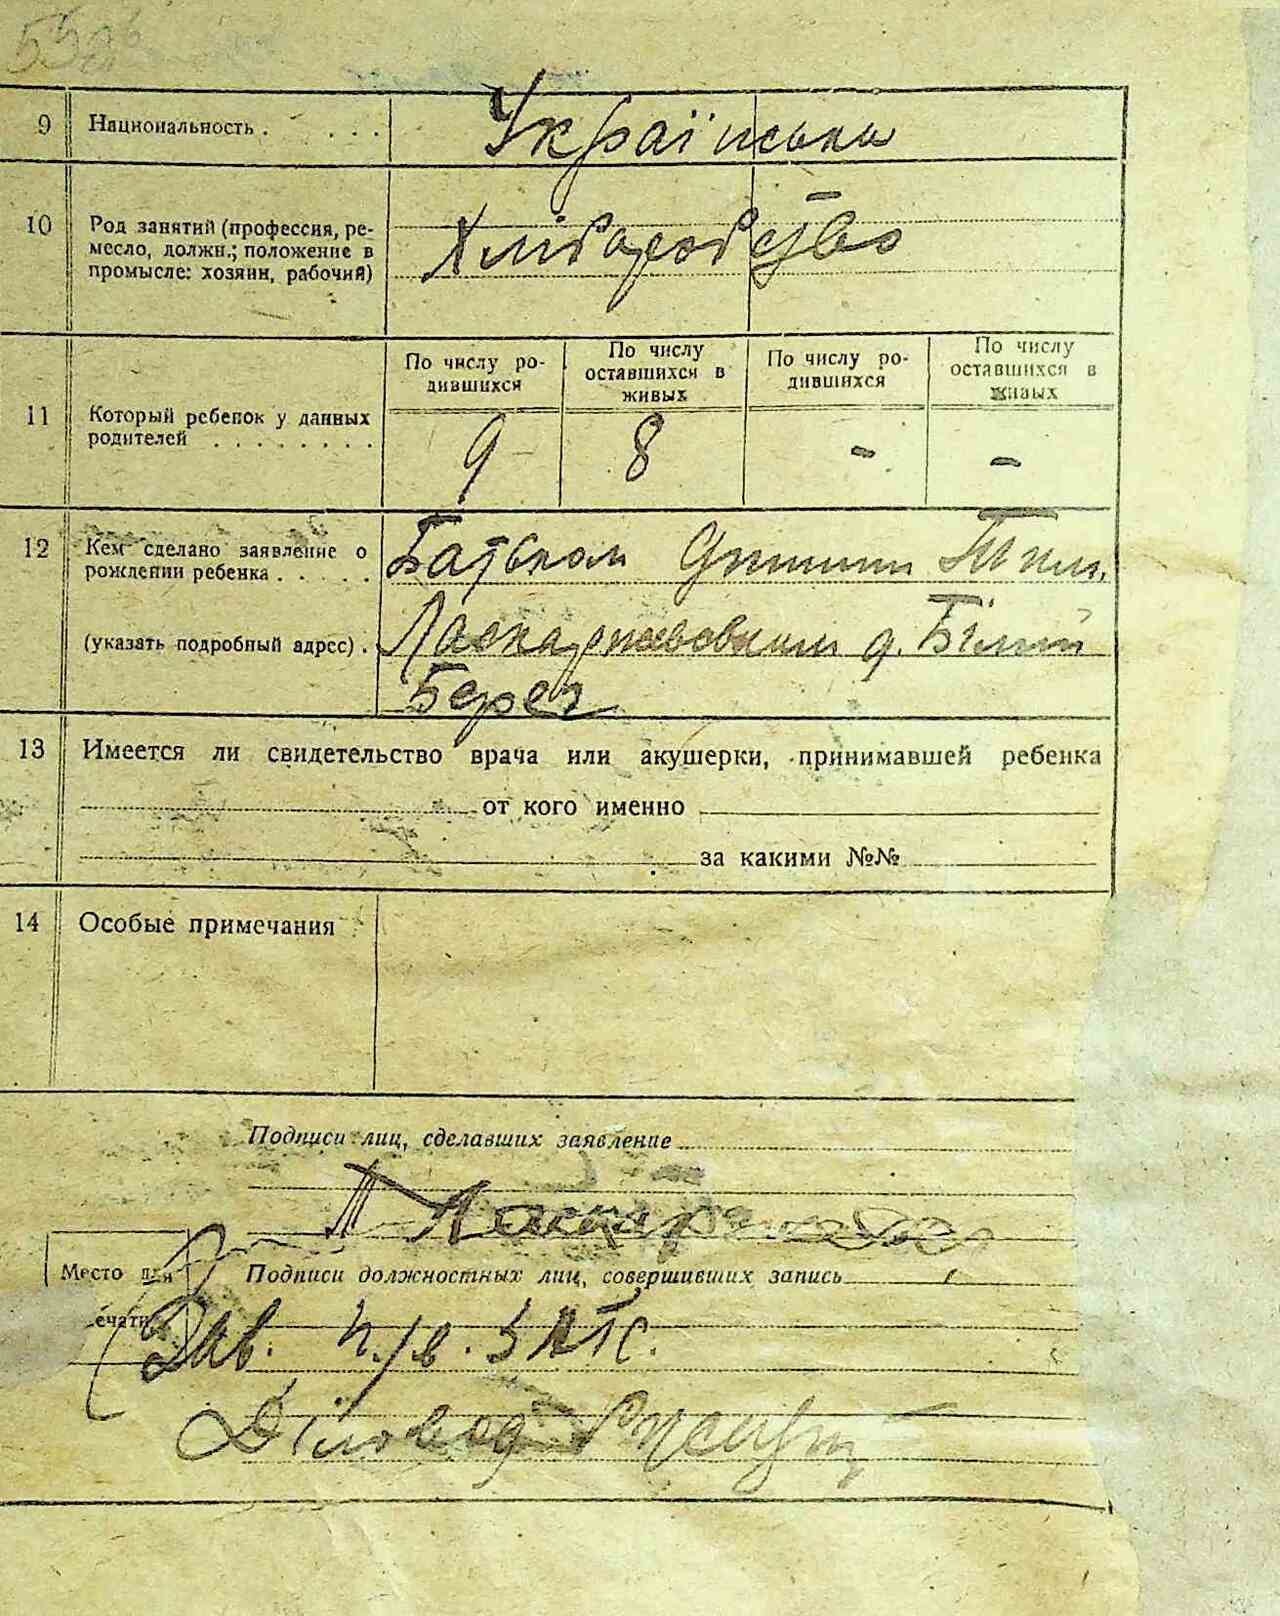 9 Национальность . . . . Українська
10 Род занятий (профессия, ре-
месло, должн.; положение в
промысле: хозяин, рабочий)
Хліборобство
11 Который ребенок у данных
родителей . . . . . . . .
По числу ро-
дившихся
По числу
оставшихся в
живых
По числу ро-
дившихся
По числу
оставшихся в
живых
9 8 - -
12 Кем сделано заявление о
рождении ребенка . . . .
(указать подробный адрес) .
Батьком
Білий
Берег
13 Имеется ли свидетельство врача или акушерки, принимавшей ребенка
от кого именно
за какими №№
14 Особые примечания
Подписи лиц, сделавших заявление
Место для
ечати
Подписи должностных лиц, совершивших запись
Зав.
Діловод